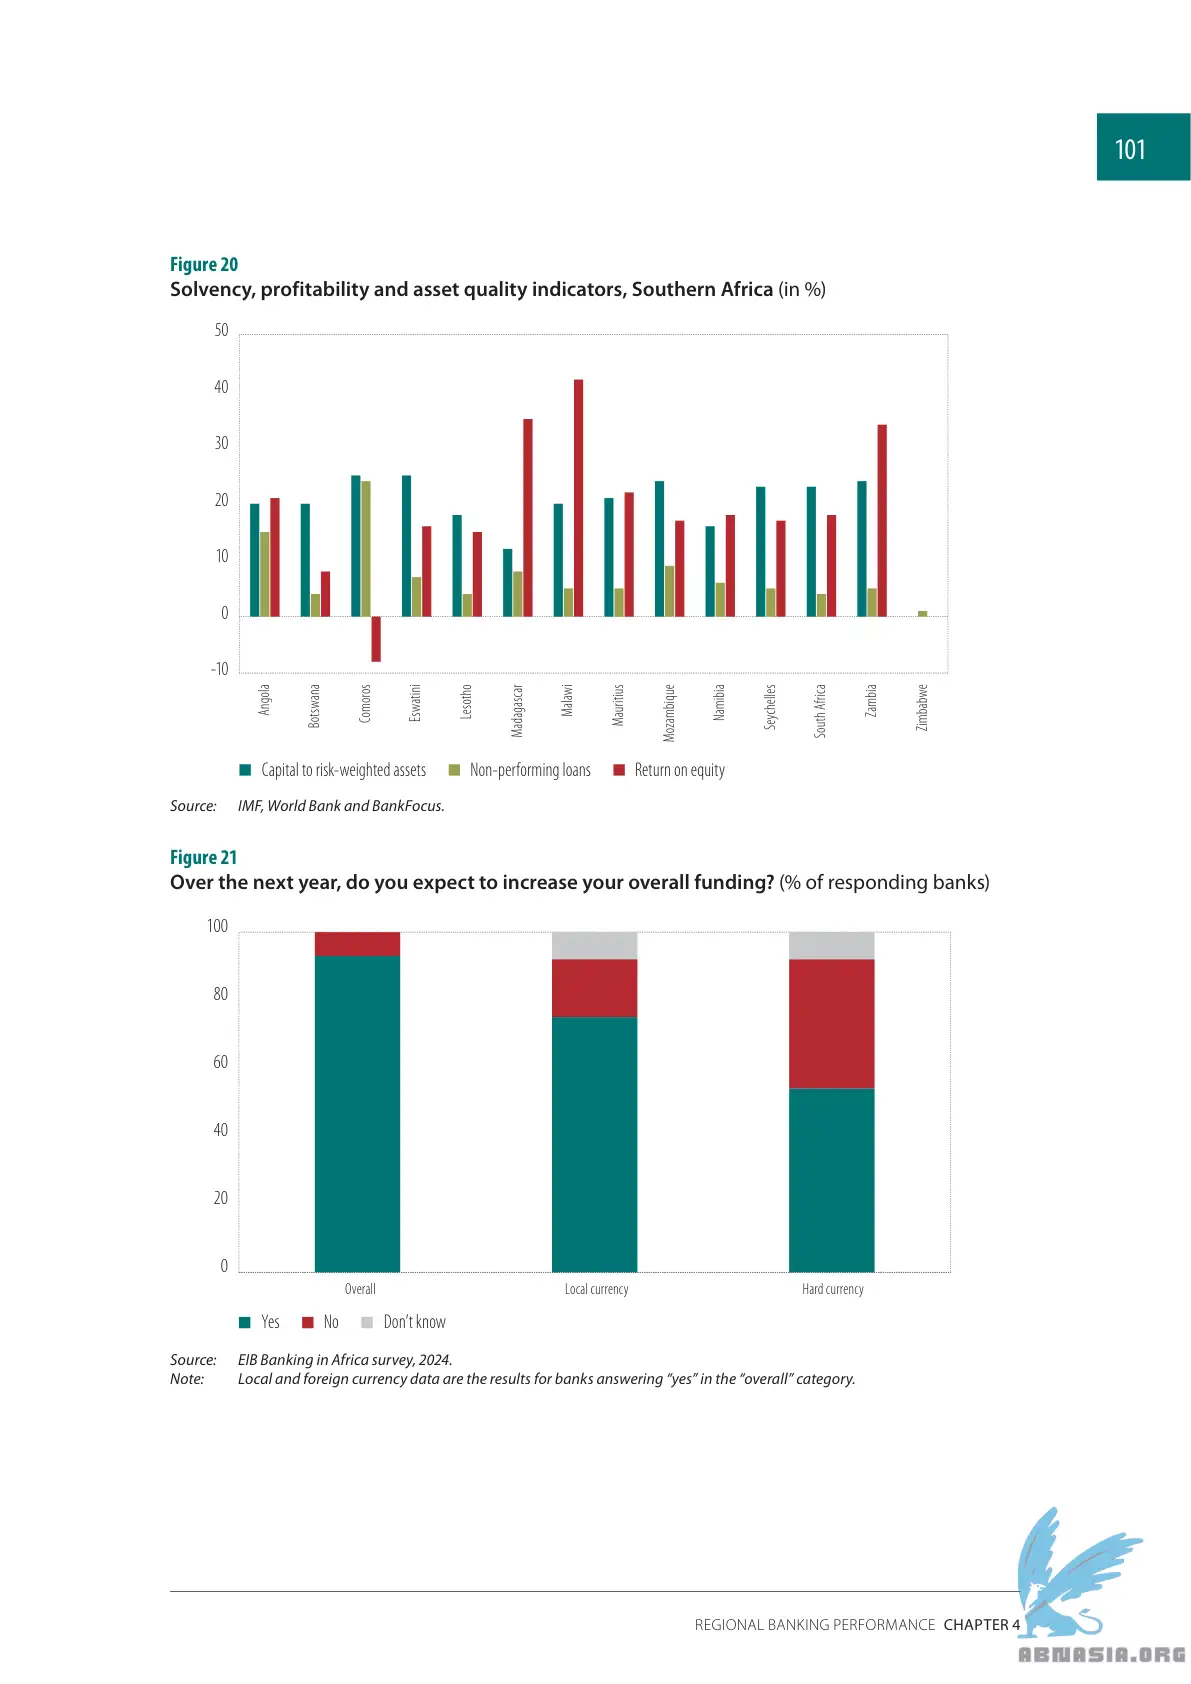 101
Figure 20
Solvency, profitability and asset quality indicators, Southern Africa (in %)
50
40
30
20
10
0
-10
Angola
Botswana
Comoros
Eswatini
Lesotho
Madagascar
Malawi
Mauritius
Mozambique
Namibia
Seychelles
South Africa
Zambia
Zimbabwe
Capital to risk-weighted assets Non-performing loans Return on equity
Source: IMF, World Bank and BankFocus.
Figure 21
Over the next year, do you expect to increase your overall funding? (% of responding banks)
100
80
60
40
20
0
Overall Local currency Hard currency
Yes No Don’t know
Source: EIB Banking in Africa survey, 2024.
Note: Local and foreign currency data are the results for banks answering “yes” in the “overall” category.
REGIONAL BANKING PERFORMANCE CHAPTER 4
ABNASIA.ORG